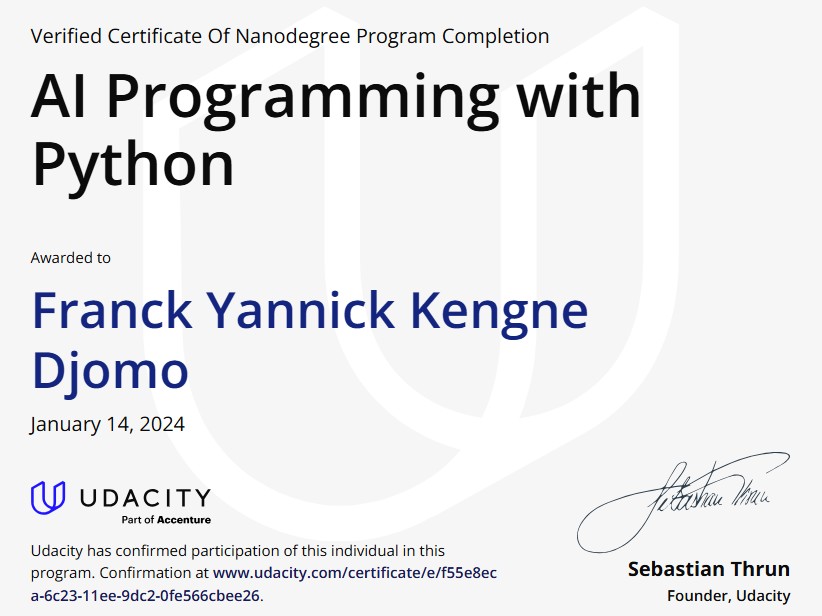 Verified Certificate Of Nanodegree Program Completion
AI Programming with
Python
Awarded to
Franck Yannick Kengne
Djomo
January 14, 2024
UDACITY
Part of Accenture
Udacity has confirmed participation of this individual in this
program. Confirmation at www.udacity.com/certificate/e/f55e8ec
a-6c23-11ee-9dc2-0fe566cbee26.
Sebastian Thrun
Sebastian Thrun
Founder, Udacity